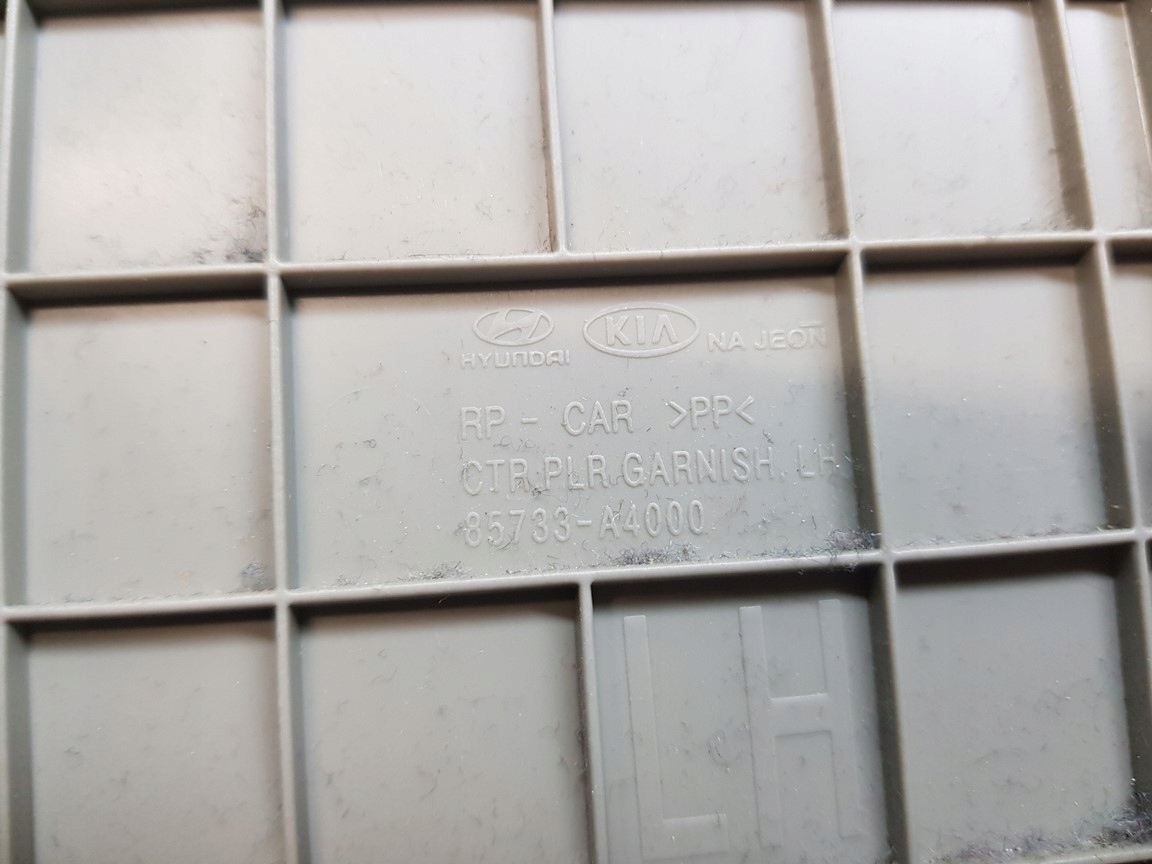 HYUNDAI KIA NA JEON
RP - CAR >PP<
CTR PLR GARNISH, LH
85733-A4000
LH